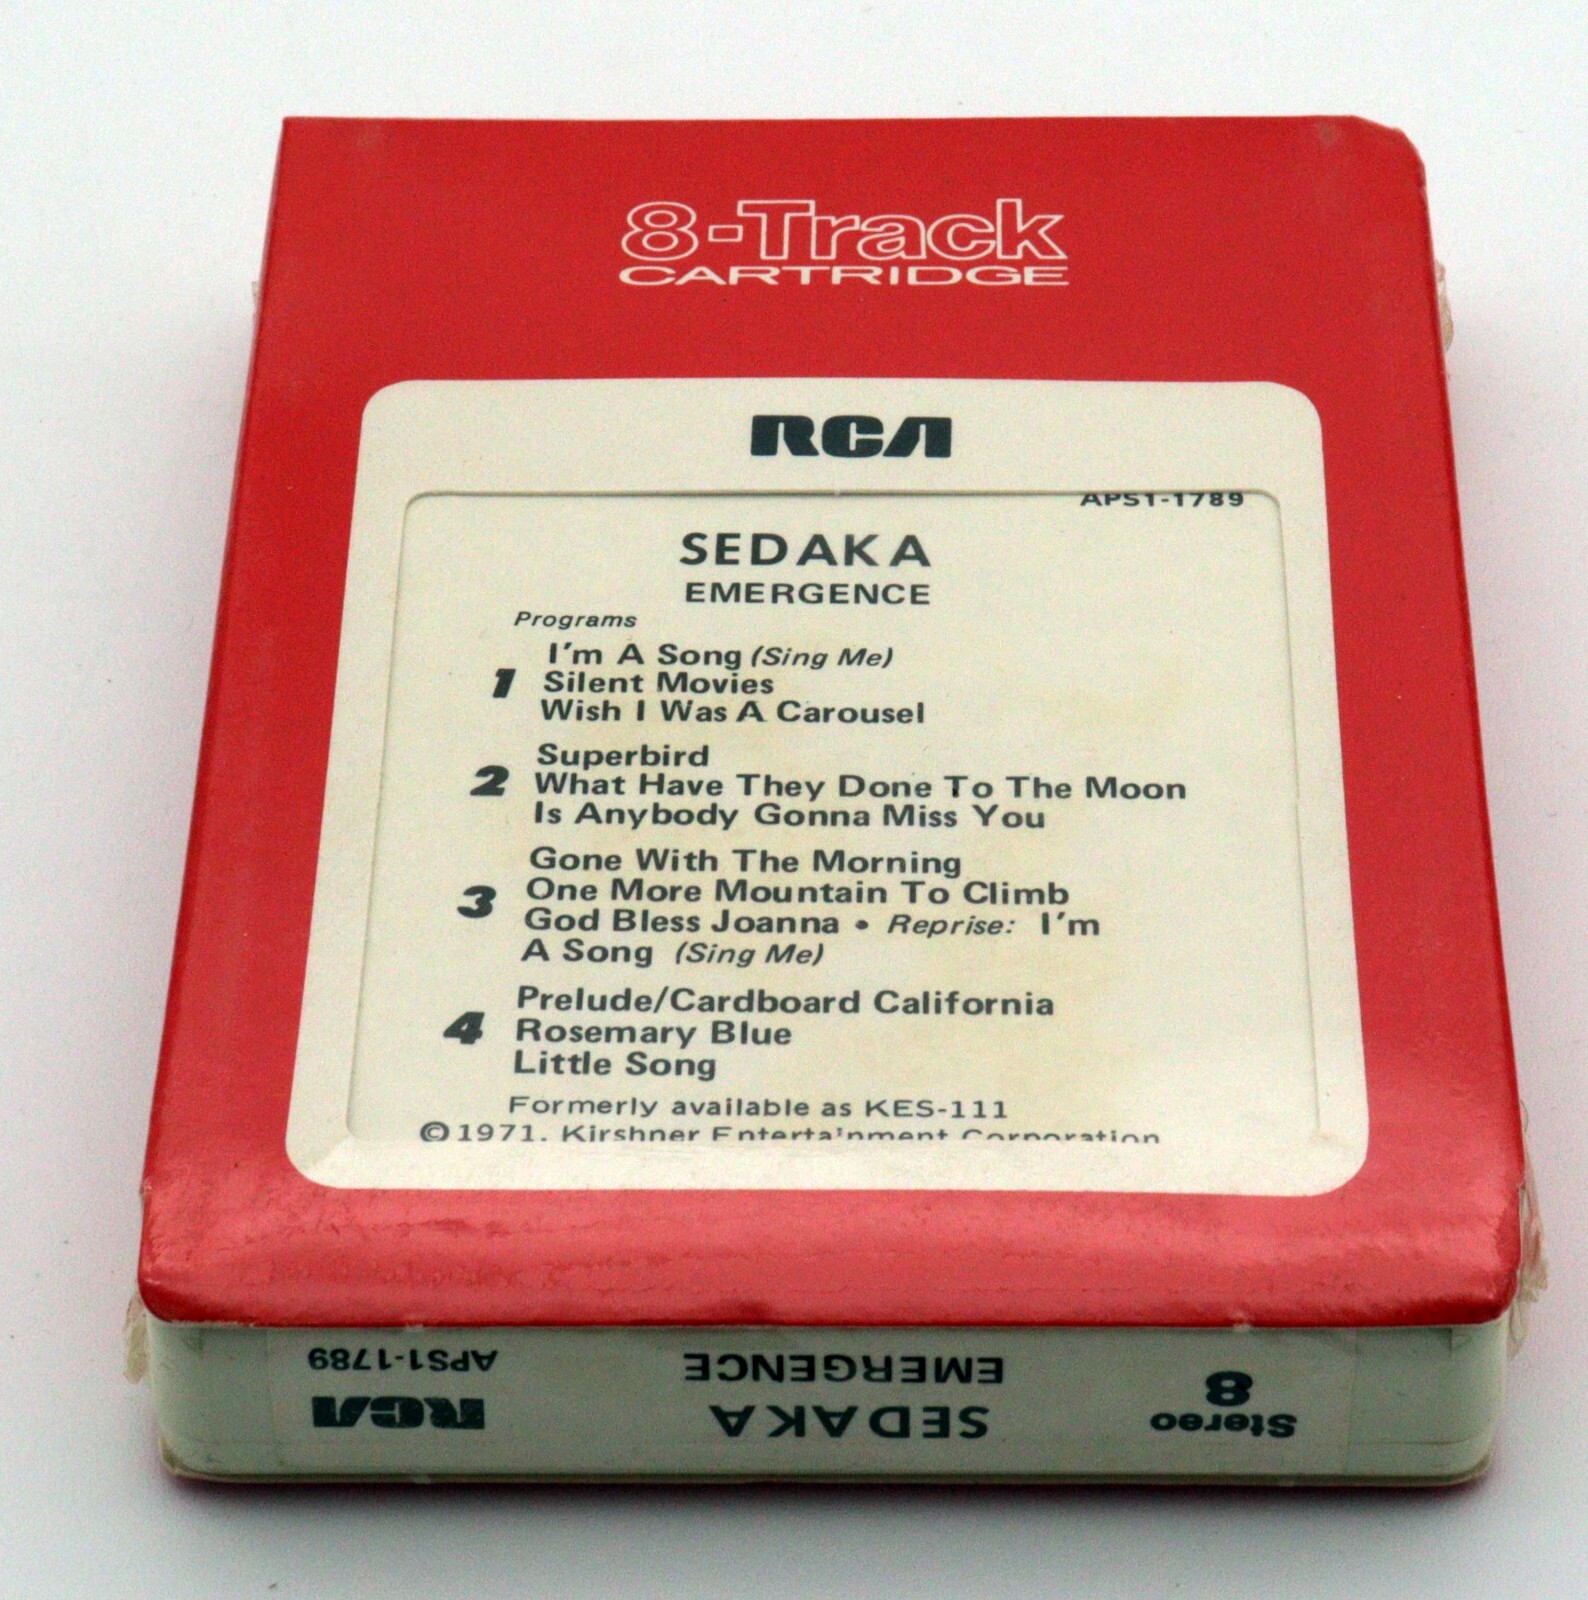 8-Track
CARTRIDGE
RCA
APS1-1789
SEDAKA
EMERGENCE
Programs
1
I'm A Song (Sing Me)
Silent Movies
Wish I Was A Carousel
2
Superbird
What Have They Done To The Moon
Is Anybody Gonna Miss You
3
Gone With The Morning
One More Mountain To Climb
God Bless Joanna • Reprise: I'm
A Song (Sing Me)
4
Prelude/Cardboard California
Rosemary Blue
Little Song
Formerly available as KES-111
©1971, Kirshner Entertainment Corporation
Stereo
8
SEDAKA
EMERGENCE
RCA
APS1-1789